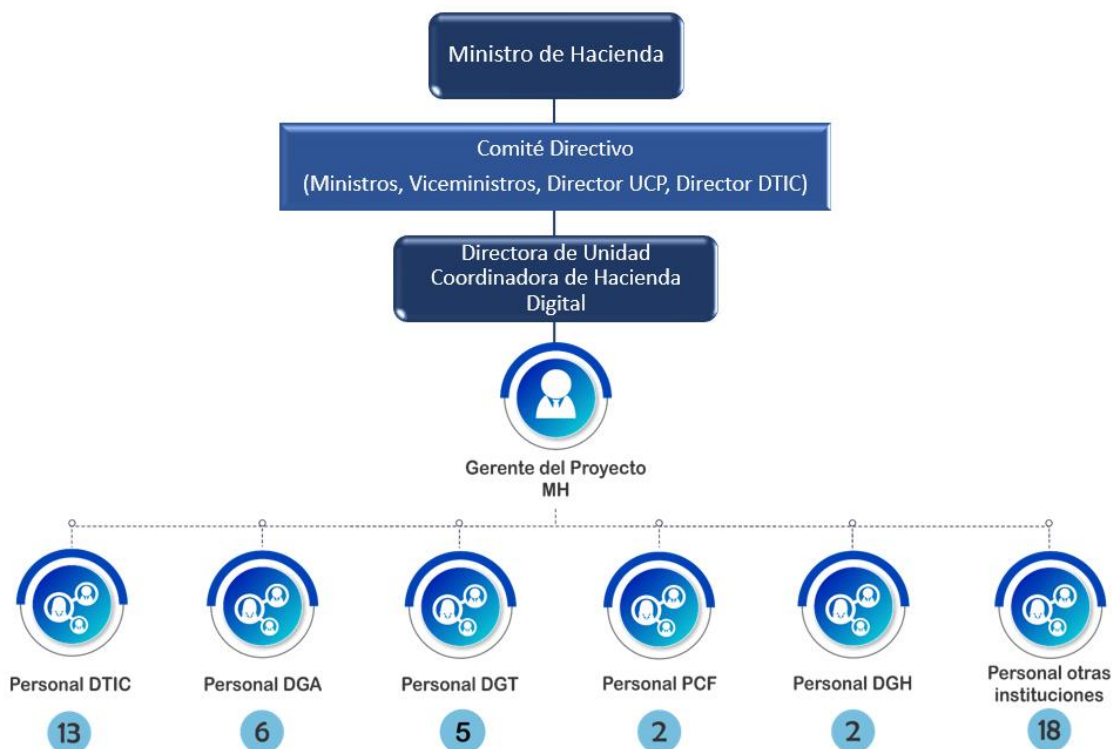 Ministro de Hacienda
Comité Directivo
(Ministros, Viceministros, Director UCP, Director DTIC)
Directora de Unidad
Coordinadora de Hacienda
Digital
Gerente del Proyecto
MH
Personal DTIC
Personal DGA
Personal DGT
Personal PCF
Personal DGH
Personal otras
instituciones
13
6
5
2
2
18